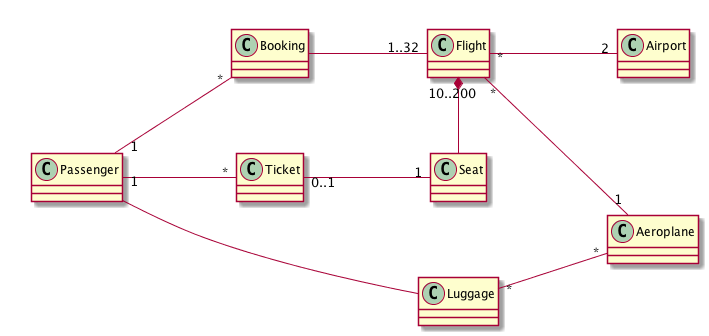 C Booking
1..32
C Flight
*
2
C Airport
*
10..200
*
1
C Passenger
1
*
C Ticket
0..1
1
C Seat
1
C Aeroplane
*
*
C Luggage